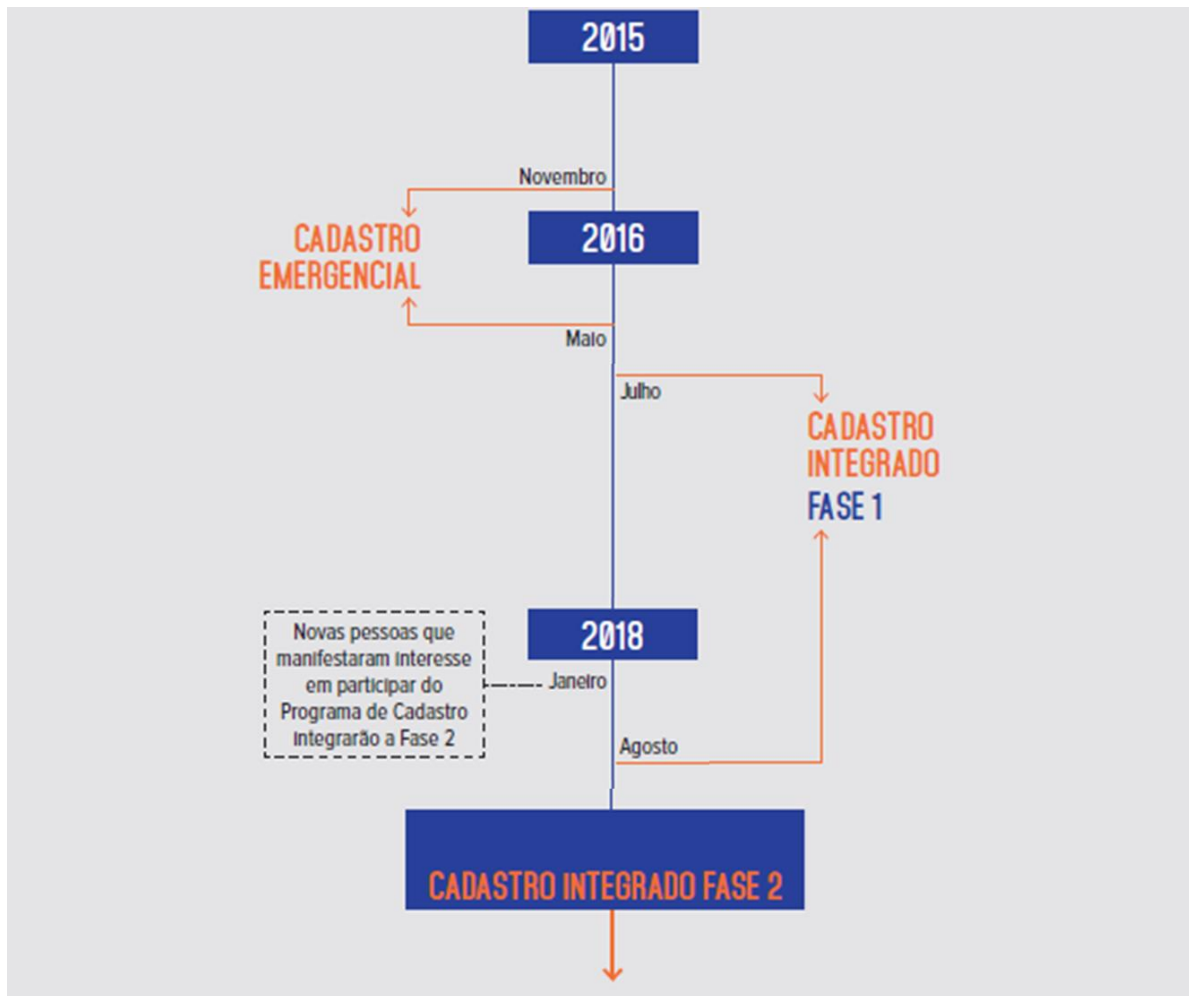 2015
Novembro
CADASTRO
EMERGENCIAL
2016
Maio
Julho
CADASTRO
INTEGRADO
FASE 1
2018
Novas pessoas que
manifestaram interesse
em participar do
Programa de Cadastro
integrarão a Fase 2
Janeiro
Agosto
CADASTRO INTEGRADO FASE 2